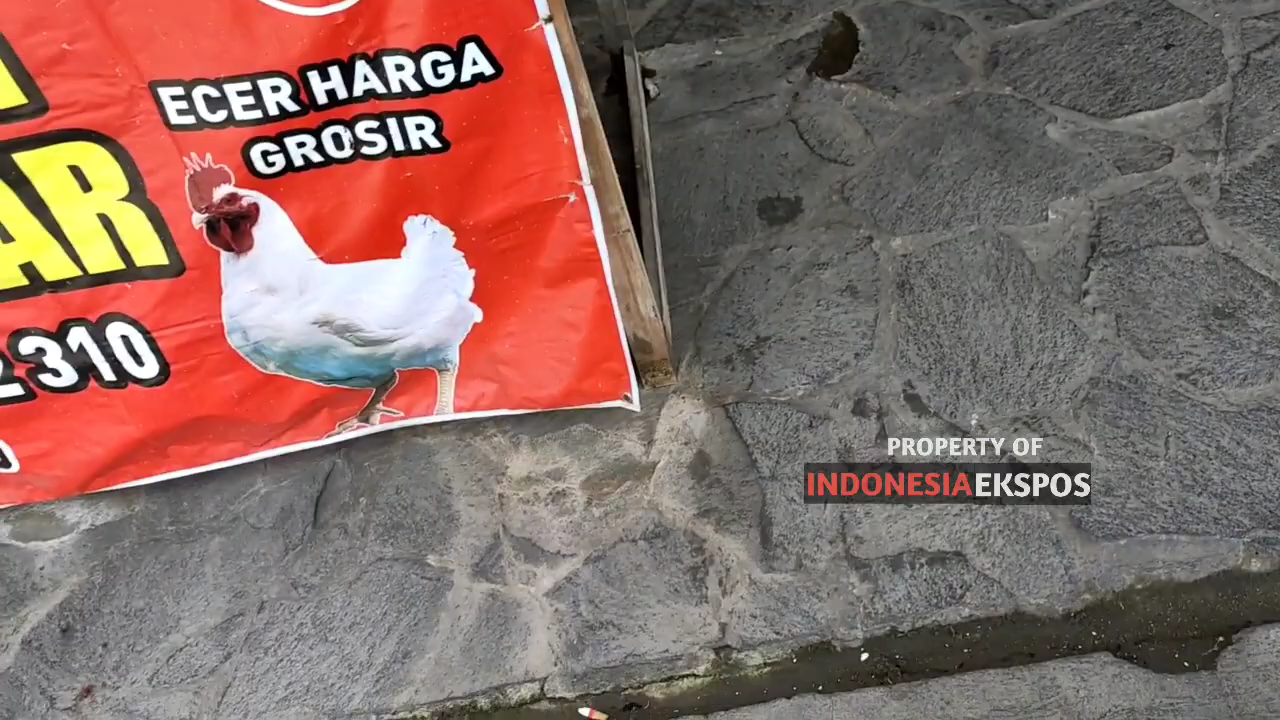 ECER HARGA
GROSIR
AR
2310
PROPERTY OF
INDONESIAEKSPOS